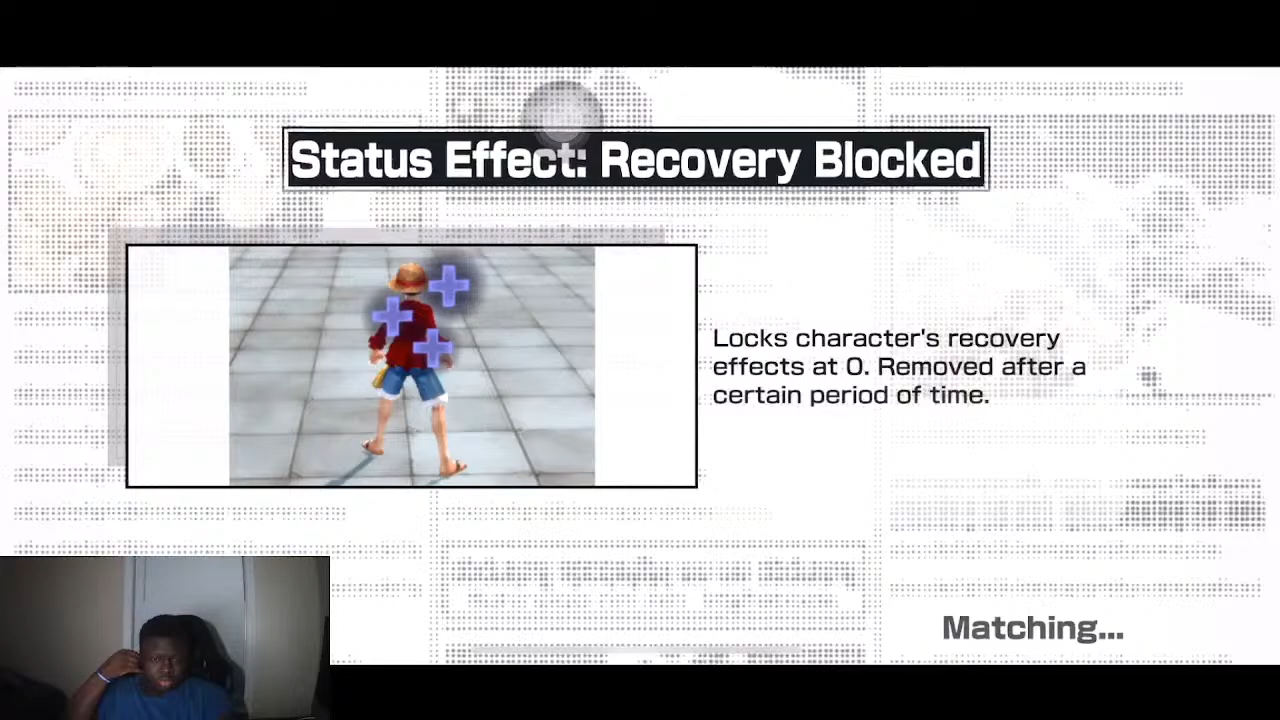 Status Effect: Recovery Blocked
Locks character's recovery
effects at 0. Removed after a
certain period of time.
Matching...